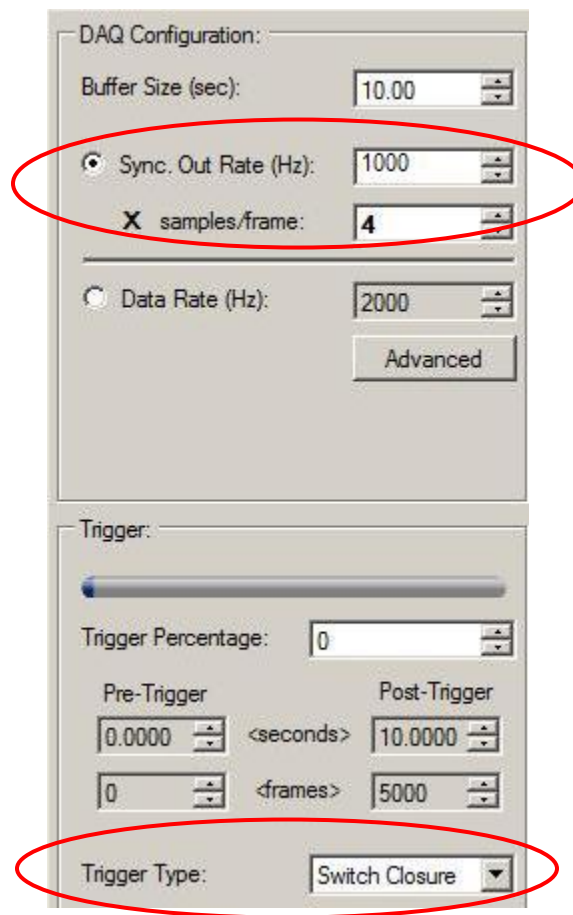 DAQ Configuration:
Buffer Size (sec): 10.00
Sync. Out Rate (Hz): 1000
X samples/frame: 4
Data Rate (Hz): 2000
Advanced
Trigger:
Trigger Percentage: 0
Pre-Trigger Post-Trigger
0.0000 <seconds> 10.0000
0 <frames> 5000
Trigger Type: Switch Closure